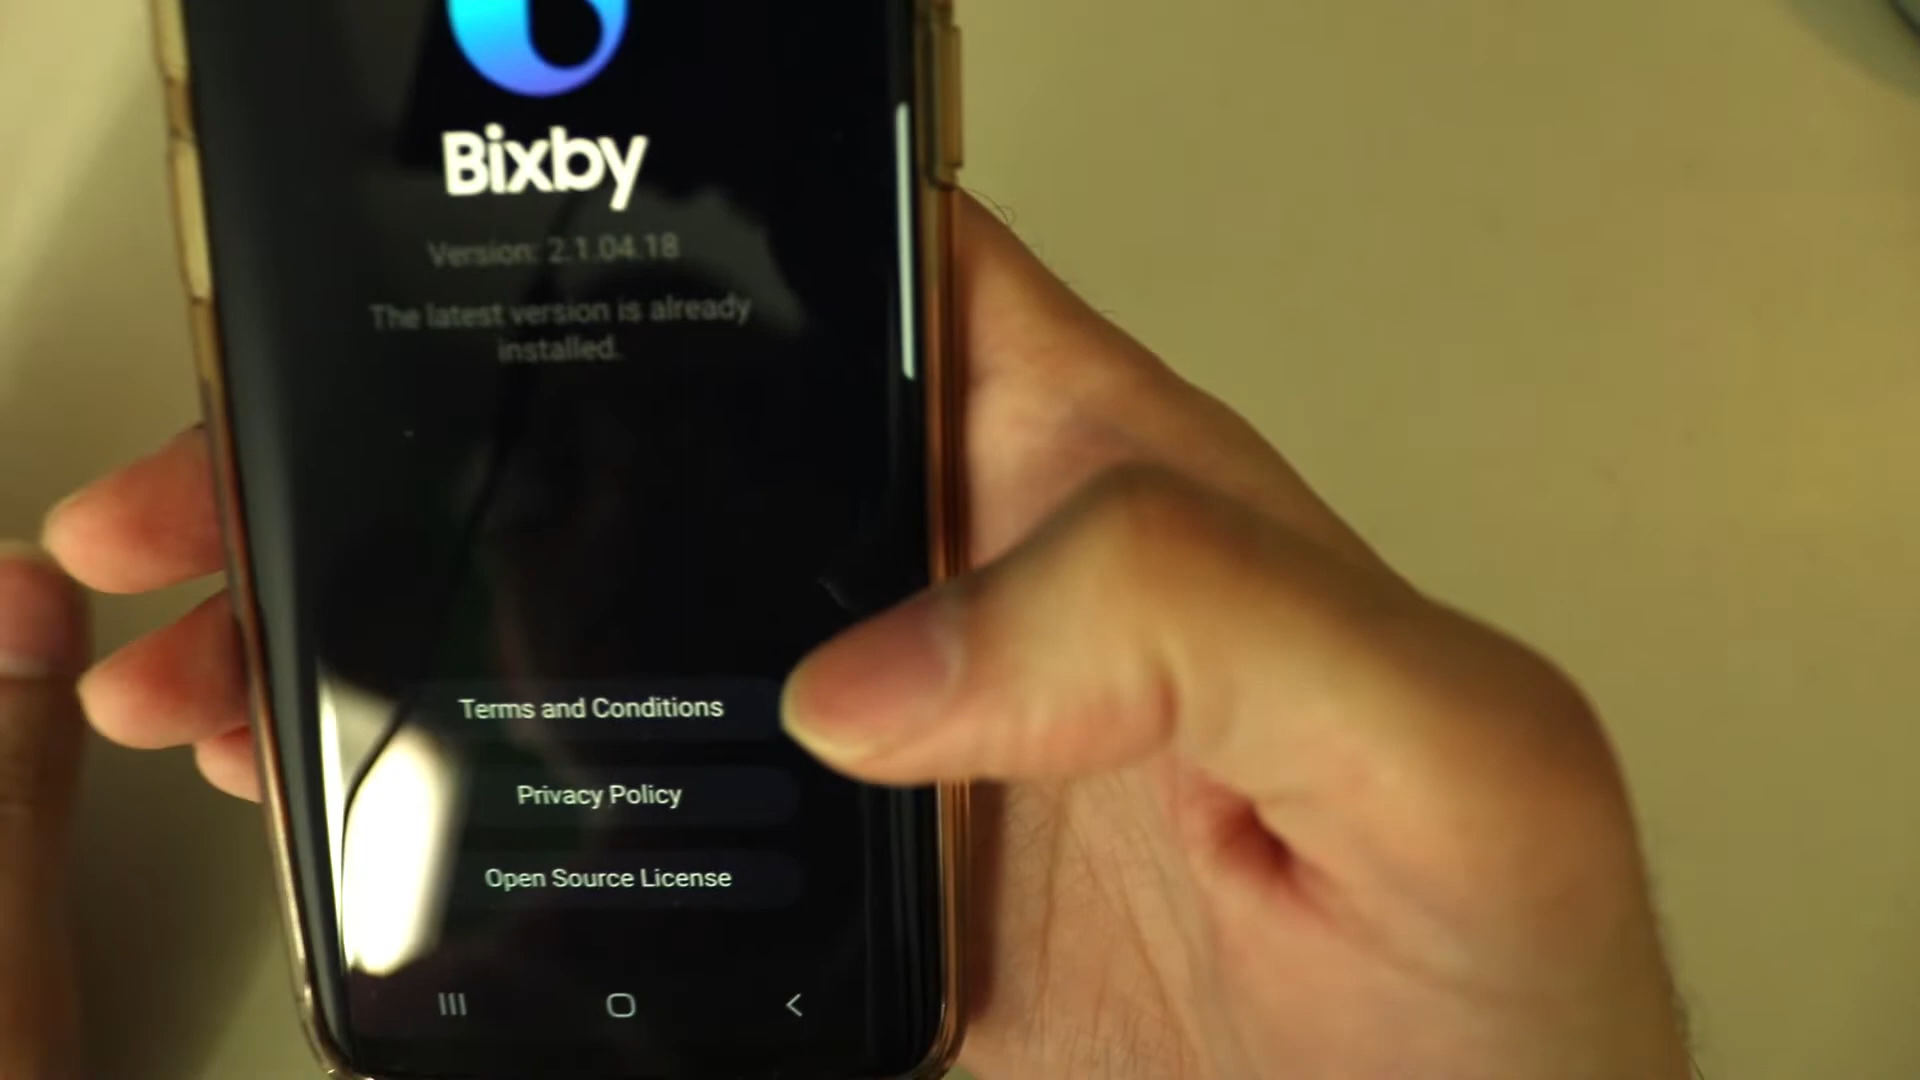 Bixby
Version: 2.1.04.18
The latest version is already
installed.
Terms and Conditions
Privacy Policy
Open Source License